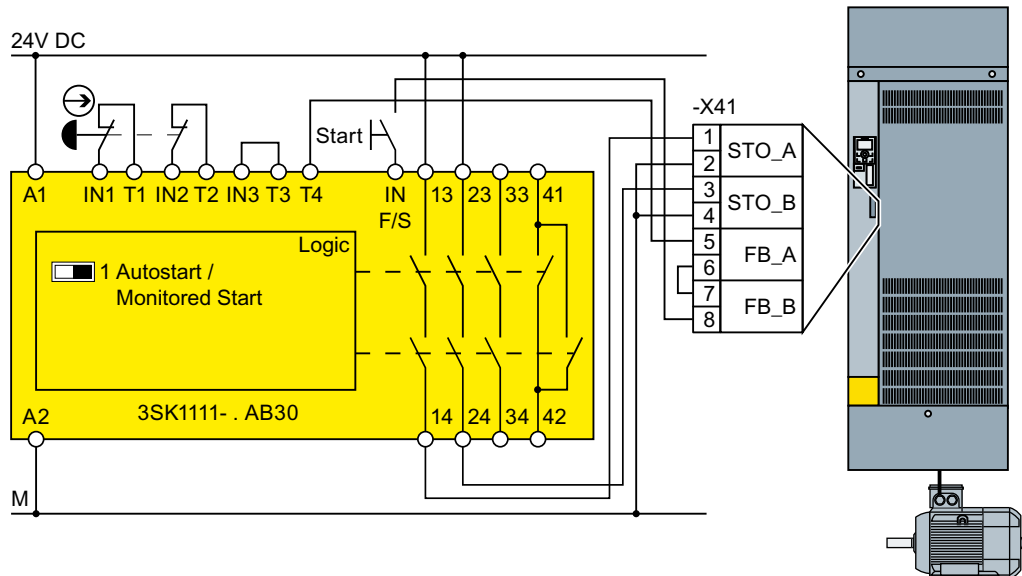 24V DC
-X41
Start
1
STO_A
2
3
STO_B
4
5
FB_A
6
7
FB_B
8
A1
IN1
T1
IN2
T2
IN3
T3
T4
IN
F/S
13
23
33
41
Logic
1 Autostart /
Monitored Start
A2
3SK1111- . AB30
14
24
34
42
M